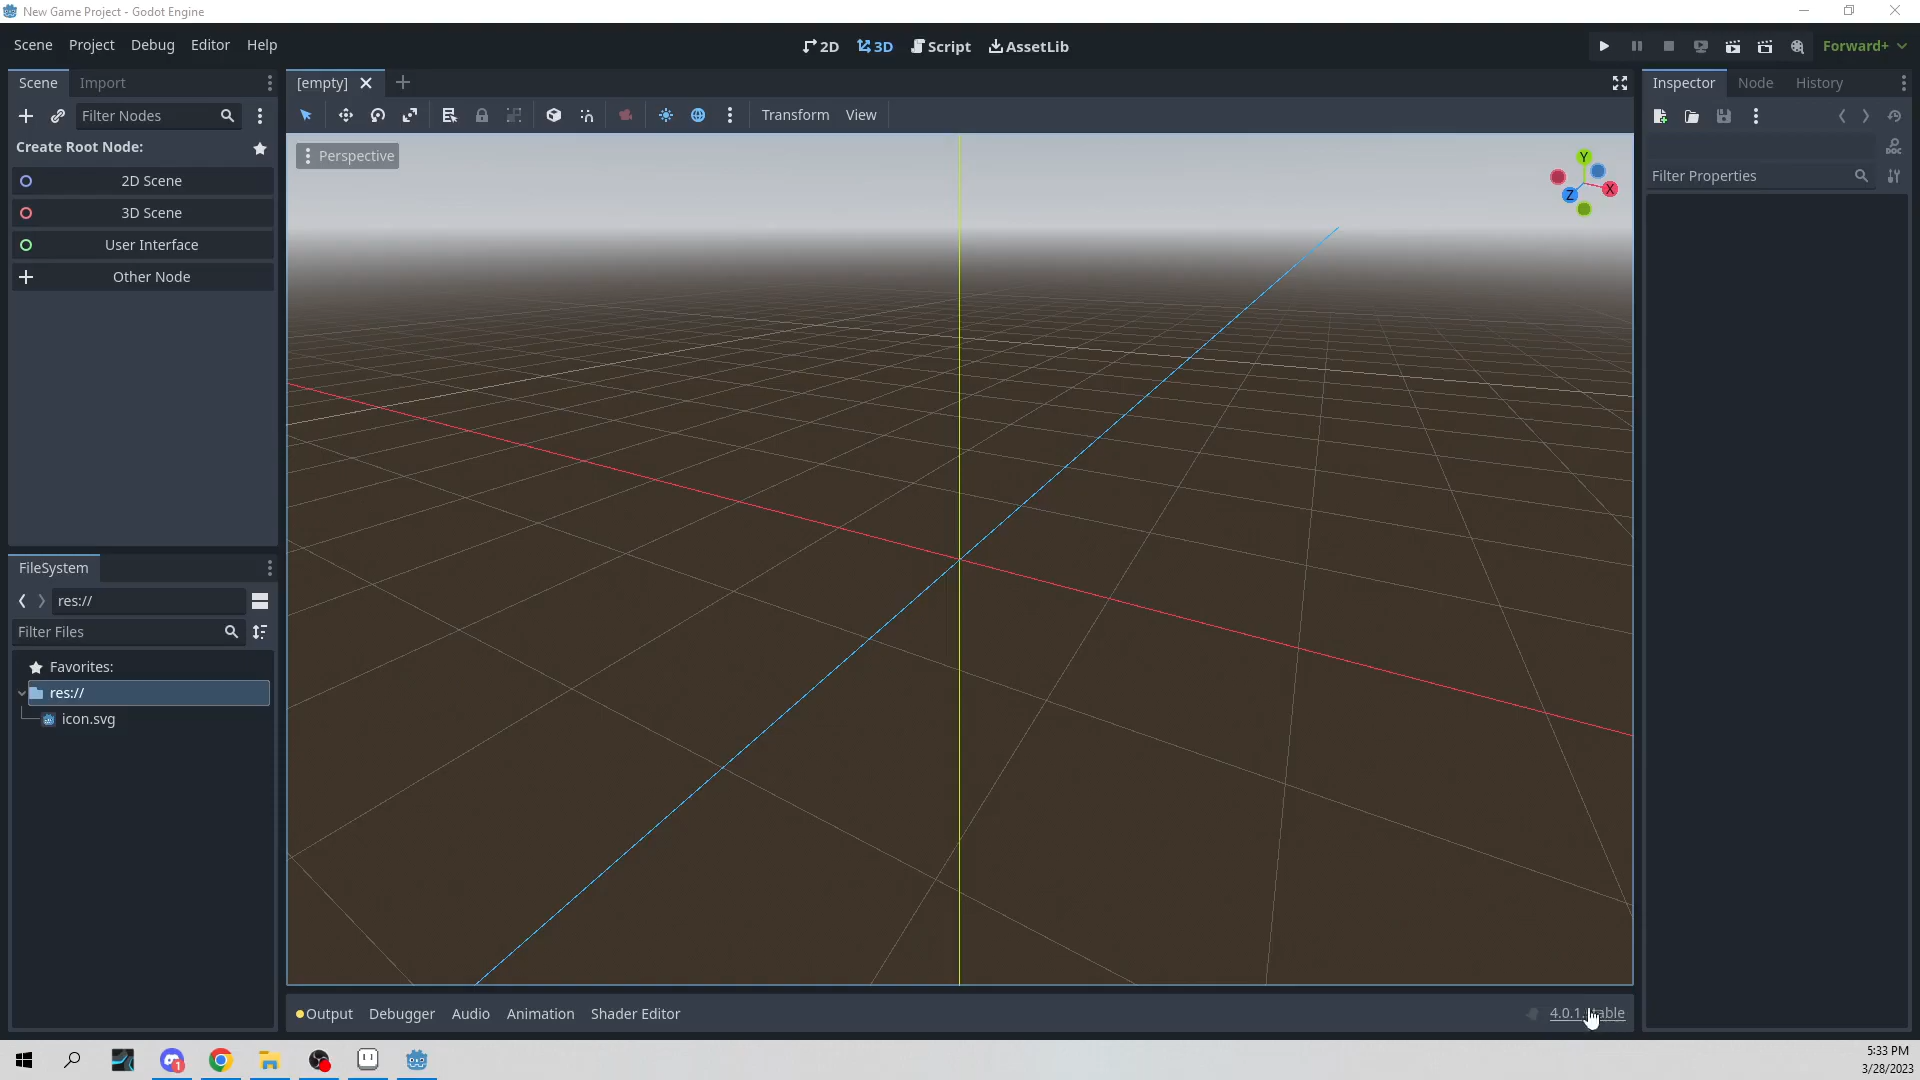 New Game Project - Godot Engine
Scene Project Debug Editor Help
2D 3D Script AssetLib
Forward+
Scene Import
[empty]
Inspector Node History
Filter Nodes
Transform View
Create Root Node:
Perspective
Y
X
Z
DOC
2D Scene
Filter Properties
3D Scene
User Interface
Other Node
FileSystem
res://
Filter Files
Favorites:
res://
icon.svg
Output Debugger Audio Animation Shader Editor
4.0.1
1
5:33 PM
3/28/2023